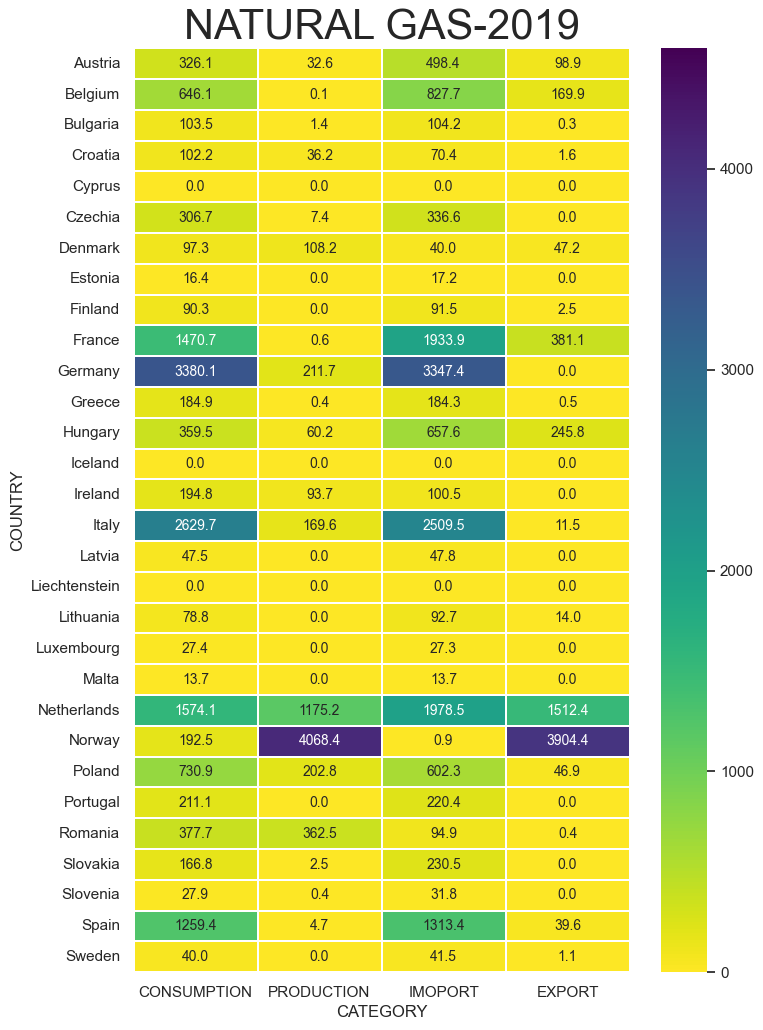 NATURAL GAS-2019
Austria 326.1 32.6 498.4 98.9
Belgium 646.1 0.1 827.7 169.9
Bulgaria 103.5 1.4 104.2 0.3
Croatia 102.2 36.2 70.4 1.6
4000
Cyprus 0.0 0.0 0.0 0.0
Czechia 306.7 7.4 336.6 0.0
Denmark 97.3 108.2 40.0 47.2
Estonia 16.4 0.0 17.2 0.0
Finland 90.3 0.0 91.5 2.5
France 1470.7 0.6 1933.9 381.1
Germany 3380.1 211.7 3347.4 0.0
3000
Greece 184.9 0.4 184.3 0.5
Hungary 359.5 60.2 657.6 245.8
Iceland 0.0 0.0 0.0 0.0
Ireland 194.8 93.7 100.5 0.0
COUNTRY
Italy 2629.7 169.6 2509.5 11.5
Latvia 47.5 0.0 47.8 0.0
2000
Liechtenstein 0.0 0.0 0.0 0.0
Lithuania 78.8 0.0 92.7 14.0
Luxembourg 27.4 0.0 27.3 0.0
Malta 13.7 0.0 13.7 0.0
Netherlands 1574.1 1175.2 1978.5 1512.4
Norway 192.5 4068.4 0.9 3904.4
Poland 730.9 202.8 602.3 46.9
1000
Portugal 211.1 0.0 220.4 0.0
Romania 377.7 362.5 94.9 0.4
Slovakia 166.8 2.5 230.5 0.0
Slovenia 27.9 0.4 31.8 0.0
Spain 1259.4 4.7 1313.4 39.6
Sweden 40.0 0.0 41.5 1.1
0
CONSUMPTION PRODUCTION IMOPORT EXPORT
CATEGORY